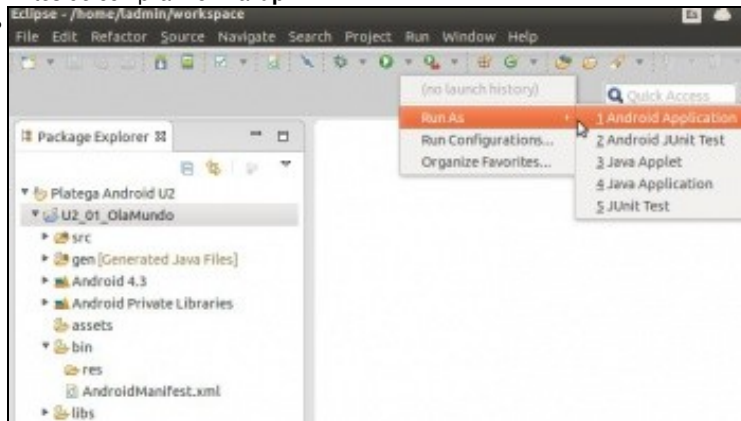 Eclipse - /home/ladmin/workspace
Es
File Edit Refactor Source Navigate Search Project Run Window Help
(no launch history)
Quick Access
Run As
1 Android Application
Run Configurations...
2 Android JUnit Test
Organize Favorites...
3 Java Applet
4 Java Application
5 JUnit Test
Package Explorer
Platega Android U2
U2_01_OlaMundo
src
gen [Generated Java Files]
Android 4.3
Android Private Libraries
assets
bin
res
AndroidManifest.xml
libs